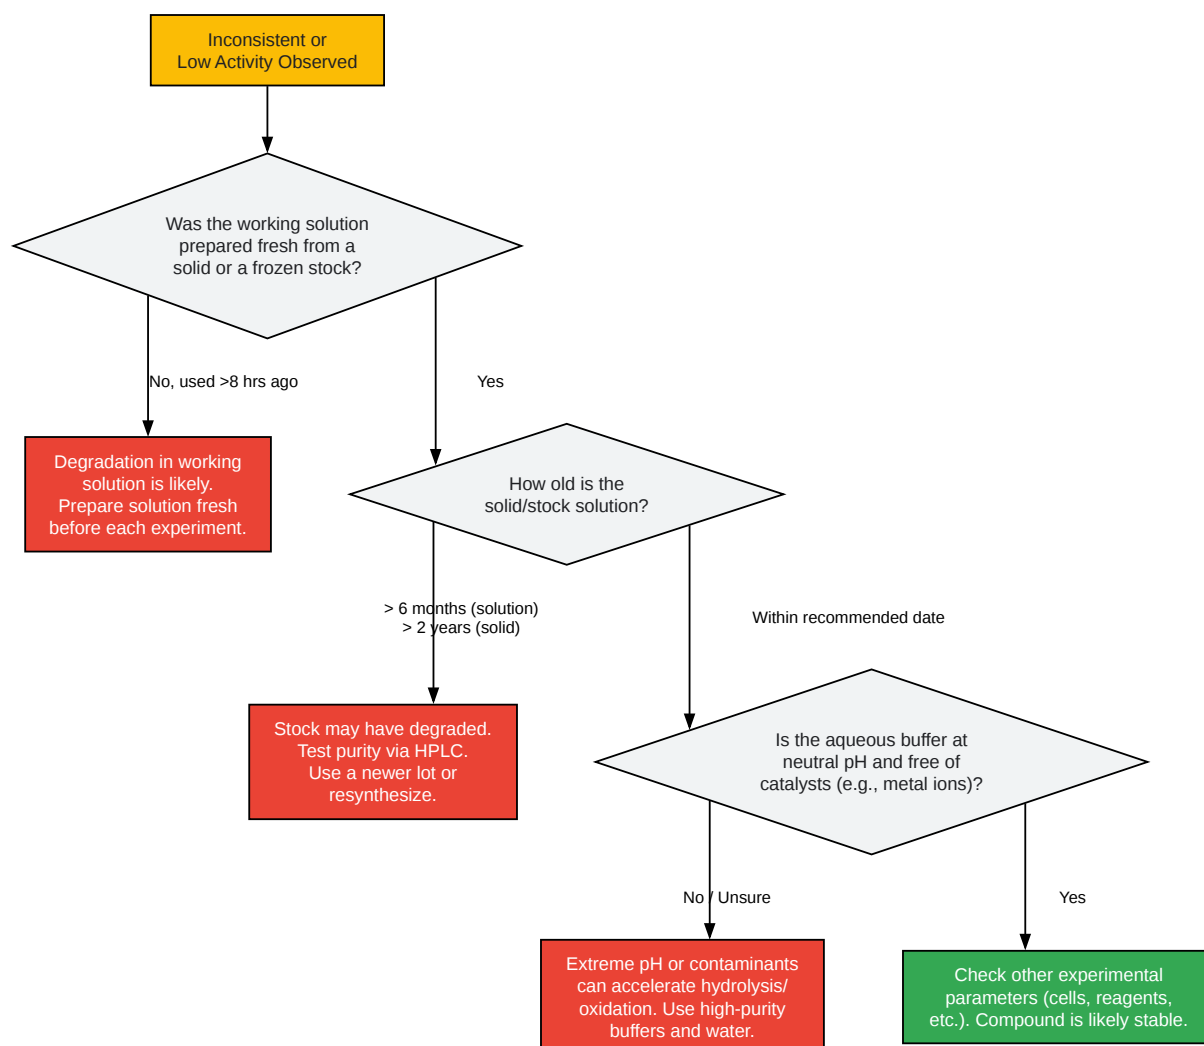 Inconsistent or
Low Activity Observed
Was the working solution
prepared fresh from a
solid or a frozen stock?
No, used >8 hrs ago
Yes
Degradation in working
solution is likely.
Prepare solution fresh
before each experiment.
How old is the
solid/stock solution?
> 6 months (solution)
> 2 years (solid)
Within recommended date
Stock may have degraded.
Test purity via HPLC.
Use a newer lot or
resynthesize.
Is the aqueous buffer at
neutral pH and free of
catalysts (e.g., metal ions)?
No / Unsure
Yes
Extreme pH or contaminants
can accelerate hydrolysis/
oxidation. Use high-purity
buffers and water.
Check other experimental
parameters (cells, reagents,
etc.). Compound is likely stable.